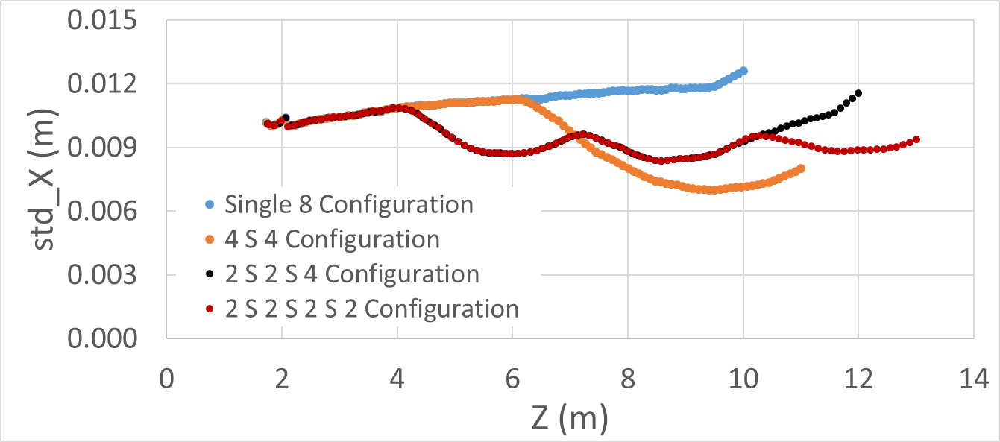 0.015
0.012
0.009
0.006
0.003
0.000
std_X (m)
Single 8 Configuration
4 S 4 Configuration
2 S 2 S 4 Configuration
2 S 2 S 2 S 2 Configuration
0 2 4 6 8 10 12 14
Z (m)